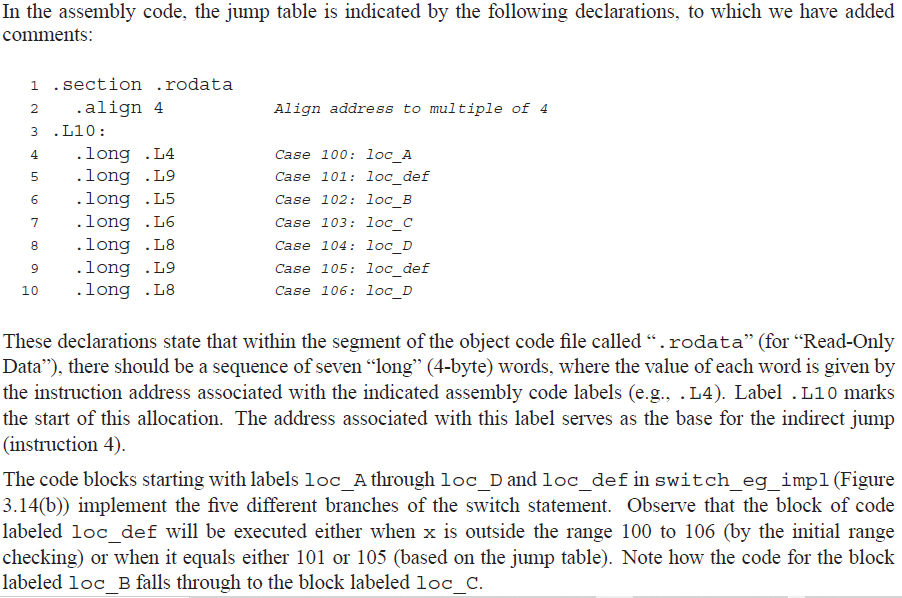 In the assembly code, the jump table is indicated by the following declarations, to which we have added
comments:
1 .section .rodata
2 .align 4 Align address to multiple of 4
3 .L10:
4 .long .L4 Case 100: loc_A
5 .long .L9 Case 101: loc_def
6 .long .L5 Case 102: loc_B
7 .long .L6 Case 103: loc_C
8 .long .L8 Case 104: loc_D
9 .long .L9 Case 105: loc_def
10 .long .L8 Case 106: loc_D
These declarations state that within the segment of the object code file called “.rodata” (for “Read-Only
Data”), there should be a sequence of seven “long” (4-byte) words, where the value of each word is given by
the instruction address associated with the indicated assembly code labels (e.g., .L4). Label .L10 marks
the start of this allocation. The address associated with this label serves as the base for the indirect jump
(instruction 4).
The code blocks starting with labels loc_A through loc_D and loc_def in switch_eg_impl (Figure
3.14(b)) implement the five different branches of the switch statement. Observe that the block of code
labeled loc_def will be executed either when x is outside the range 100 to 106 (by the initial range
checking) or when it equals either 101 or 105 (based on the jump table). Note how the code for the block
labeled loc_B falls through to the block labeled loc_C.